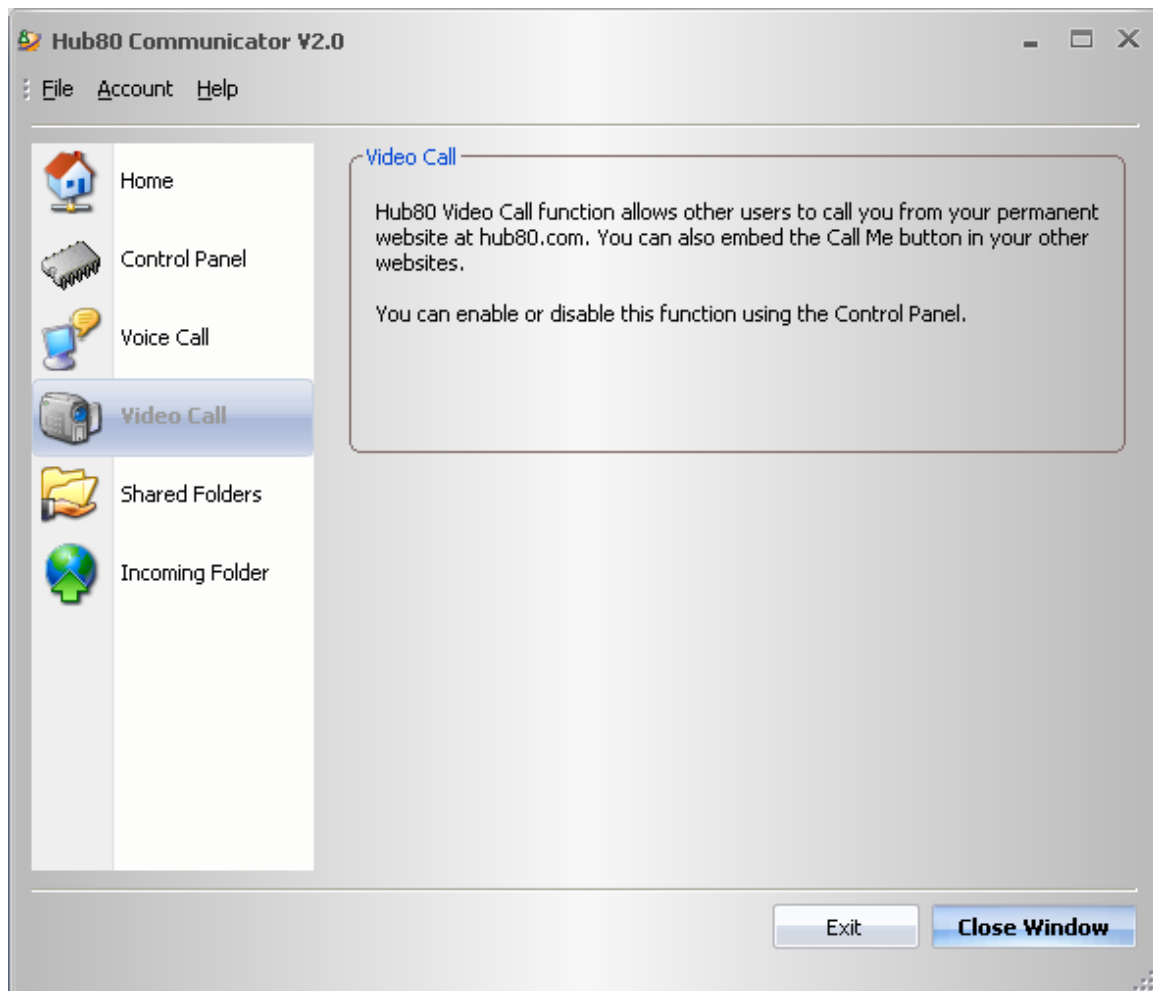 Hub80 Communicator V2.0
File Account Help
Home
Control Panel
Voice Call
Video Call
Shared Folders
Incoming Folder
Video Call
Hub80 Video Call function allows other users to call you from your permanent
website at hub80.com. You can also embed the Call Me button in your other
websites.
You can enable or disable this function using the Control Panel.
Exit
Close Window